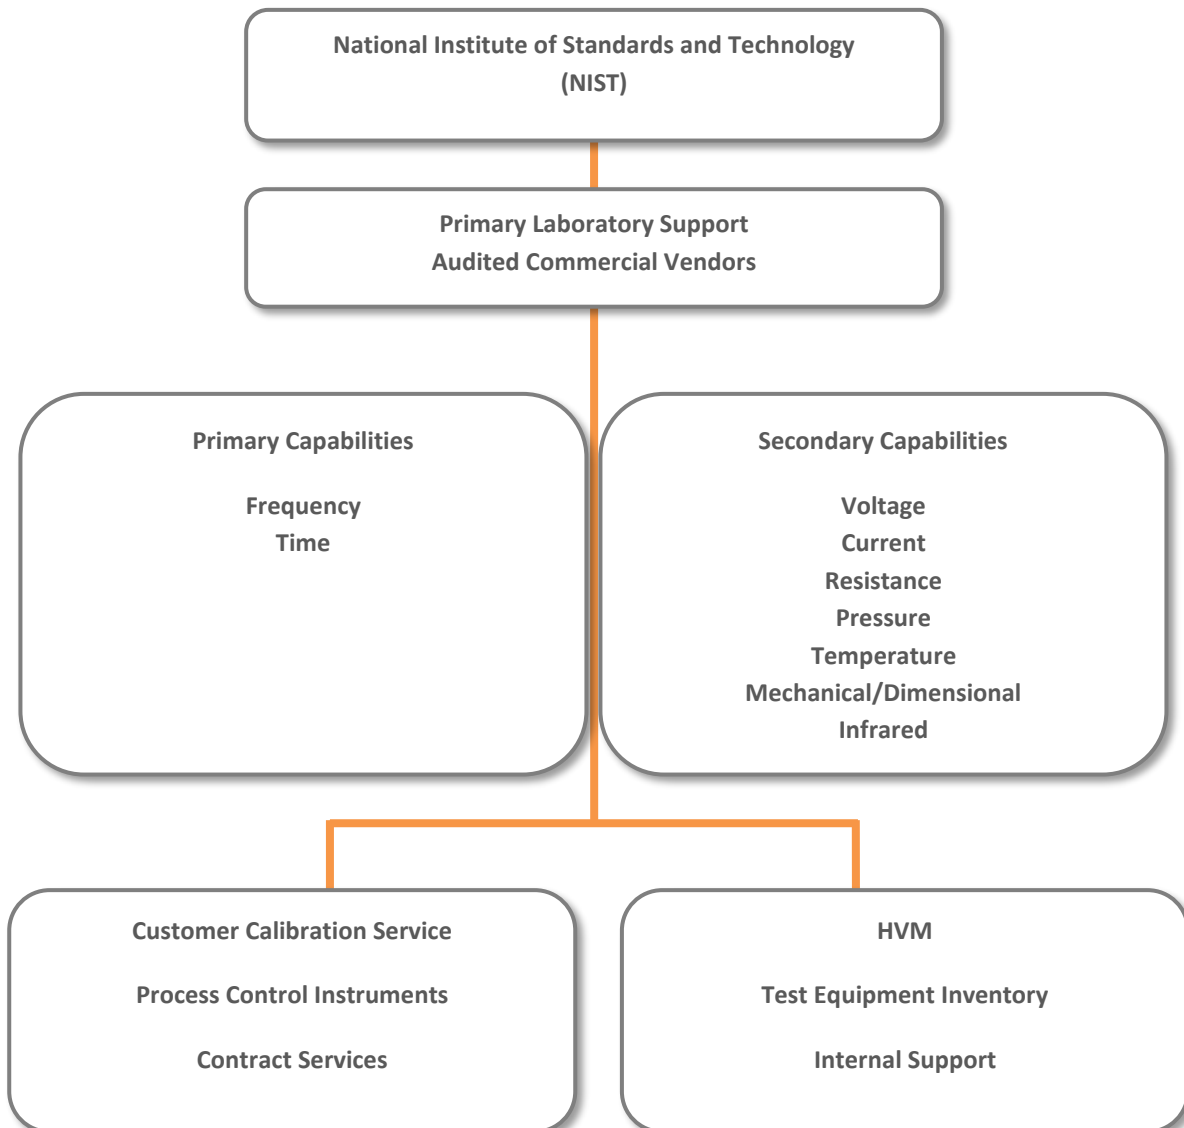 National Institute of Standards and Technology
(NIST)
Primary Laboratory Support
Audited Commercial Vendors
Primary Capabilities
Frequency
Time
Secondary Capabilities
Voltage
Current
Resistance
Pressure
Temperature
Mechanical/Dimensional
Infrared
Customer Calibration Service
Process Control Instruments
Contract Services
HVM
Test Equipment Inventory
Internal Support